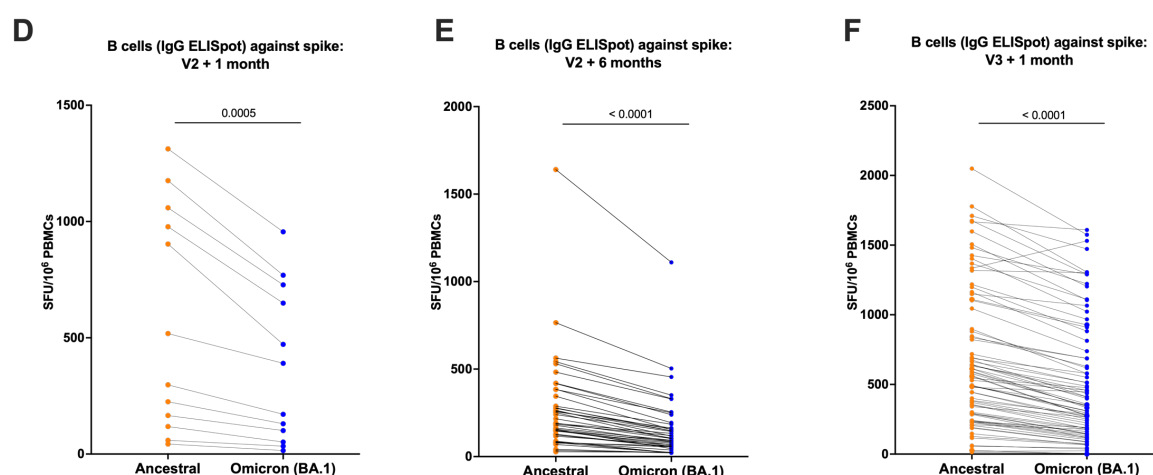 D
B cells (IgG ELISpot) against spike:
V2 + 1 month
0.0005
1500
1000
500
0
SFU/10⁶ PBMCs
Ancestral
Omicron (BA.1)
E
B cells (IgG ELISpot) against spike:
V2 + 6 months
< 0.0001
2000
1500
1000
500
0
SFU/10⁶ PBMCs
Ancestral
Omicron (BA.1)
F
B cells (IgG ELISpot) against spike:
V3 + 1 month
< 0.0001
2500
2000
1500
1000
500
0
SFU/10⁶ PBMCs
Ancestral
Omicron (BA.1)